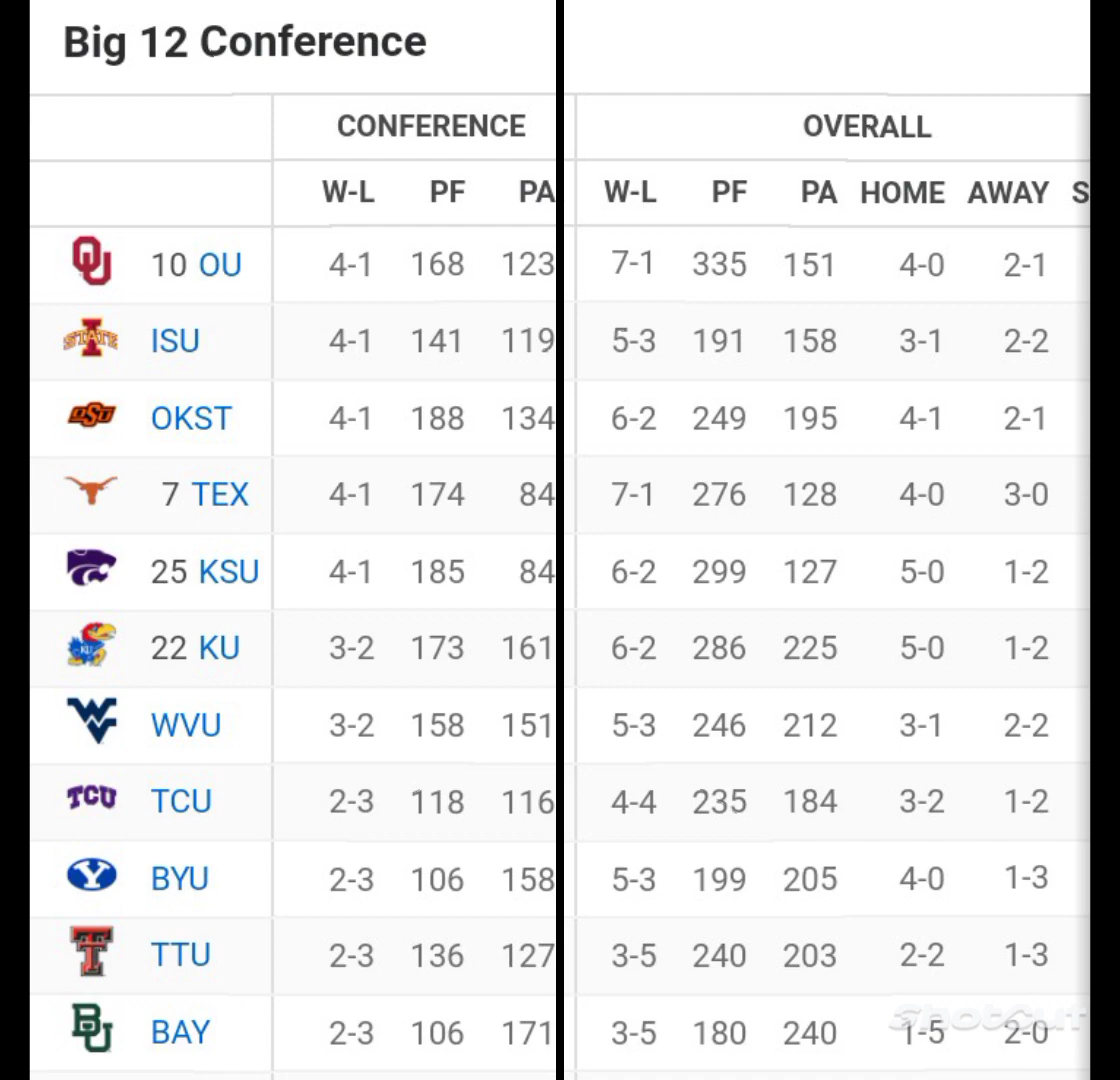 Big 12 Conference
CONFERENCE OVERALL
W-L PF PA W-L PF PA HOME AWAY S
OU 10 OU 4-1 168 123 7-1 335 151 4-0 2-1
STATE ISU 4-1 141 119 5-3 191 158 3-1 2-2
OSU OKST 4-1 188 134 6-2 249 195 4-1 2-1
7 TEX 4-1 174 84 7-1 276 128 4-0 3-0
25 KSU 4-1 185 84 6-2 299 127 5-0 1-2
KU 22 KU 3-2 173 161 6-2 286 225 5-0 1-2
WV WVU 3-2 158 151 5-3 246 212 3-1 2-2
TCU TCU 2-3 118 116 4-4 235 184 3-2 1-2
Y BYU 2-3 106 158 5-3 199 205 4-0 1-3
T TTU 2-3 136 127 3-5 240 203 2-2 1-3
BU BAY 2-3 106 171 3-5 180 240 1-5 2-0
ShotCut